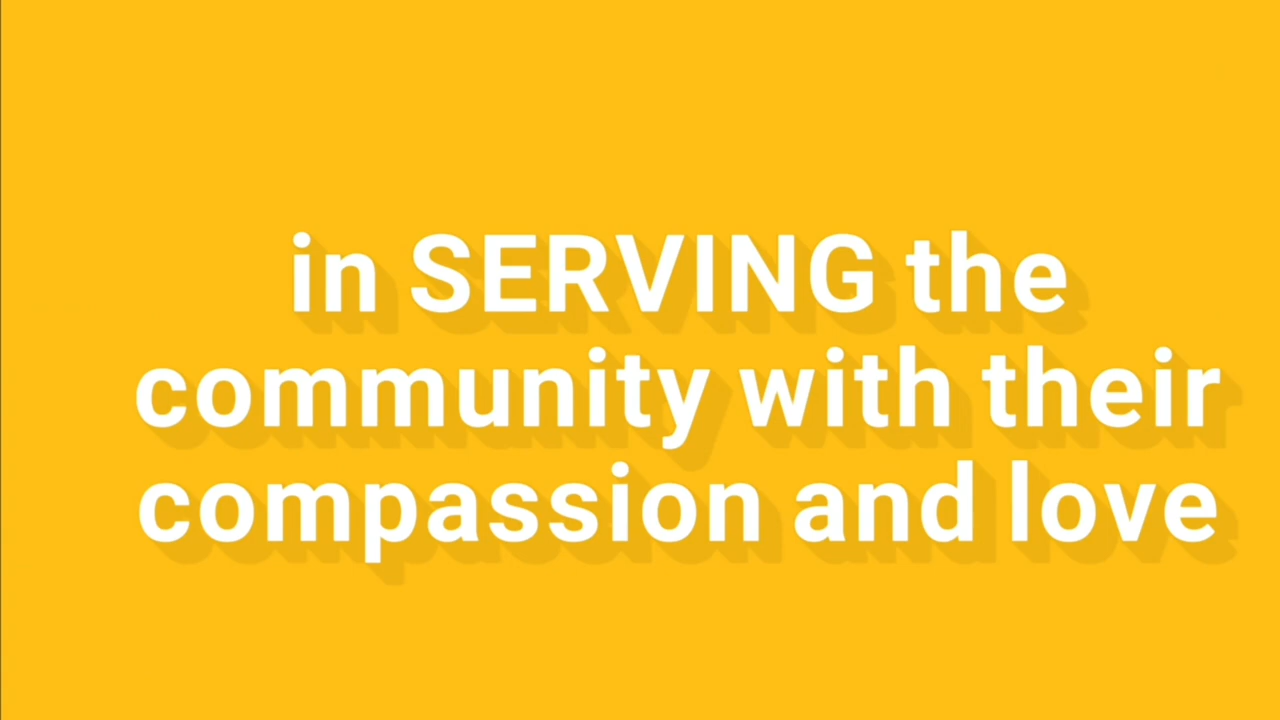 in SERVING the
community with their
compassion and love